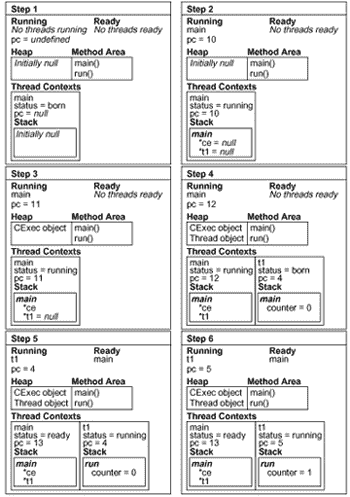 Step 1
Running Ready
No threads running No threads ready
pc = undefined
Heap Method Area
Initially null main()
run()
Thread Contexts
main
status = born
pc = null
Stack
Initially null
Step 2
Running Ready
main No threads ready
pc = 10
Heap Method Area
Initially null main()
run()
Thread Contexts
main
status = running
pc = 10
Stack
main
*ce = null
*t1 = null
Step 3
Running Ready
main No threads ready
pc = 11
Heap Method Area
CExec object main()
run()
Thread Contexts
main
status = running
pc = 11
Stack
main
*ce
*t1 = null
Step 4
Running Ready
main No threads ready
pc = 12
Heap Method Area
CExec object main()
Thread object run()
Thread Contexts
main t1
status = running status = born
pc = 12 pc = 4
Stack Stack
main main
*ce counter = 0
*t1
Step 5
Running Ready
t1 main
pc = 4
Heap Method Area
CExec object main()
Thread object run()
Thread Contexts
main t1
status = ready status = running
pc = 13 pc = 4
Stack Stack
main run
*ce counter = 0
*t1
Step 6
Running Ready
t1 main
pc = 5
Heap Method Area
CExec object main()
Thread object run()
Thread Contexts
main t1
status = ready status = running
pc = 13 pc = 5
Stack Stack
main run
*ce counter = 1
*t1